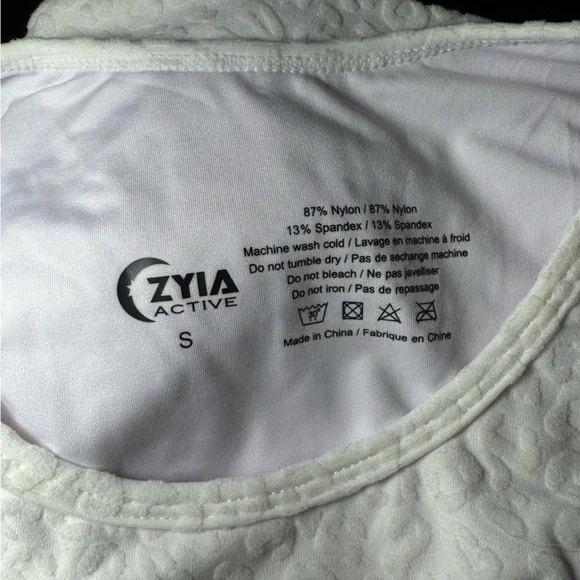 87% Nylon / 87% Nylon
13% Spandex / 13% Spandex
Machine wash cold / Lavage en machine à froid
Do not tumble dry / Pas de séchange machine
Do not bleach / Ne pas javelliser
Do not iron / Pas de repassage
30°
Made in China / Fabrique en Chine
ZYIA
ACTIVE
S